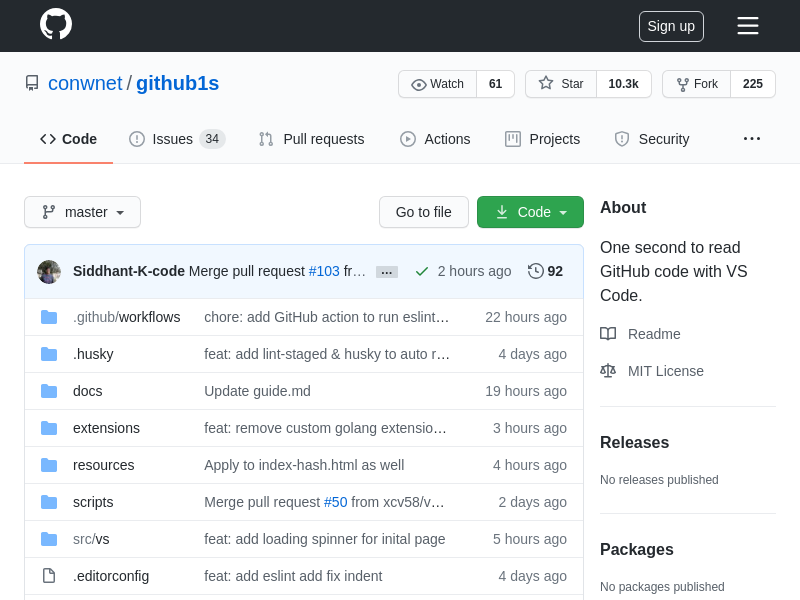 Sign up
conwnet / github1s
Watch 61 Star 10.3k Fork 225
Code Issues 34 Pull requests Actions Projects Security ...
master Go to file Code
Siddhant-K-code Merge pull request #103 fr… … 2 hours ago 92
.github/workflows chore: add GitHub action to run eslint… 22 hours ago
.husky feat: add lint-staged & husky to auto r… 4 days ago
docs Update guide.md 19 hours ago
extensions feat: remove custom golang extensio… 3 hours ago
resources Apply to index-hash.html as well 4 hours ago
scripts Merge pull request #50 from xcv58/v… 2 days ago
src/vs feat: add loading spinner for inital page 5 hours ago
.editorconfig feat: add eslint add fix indent 4 days ago
About
One second to read
GitHub code with VS
Code.
Readme
MIT License
Releases
No releases published
Packages
No packages published